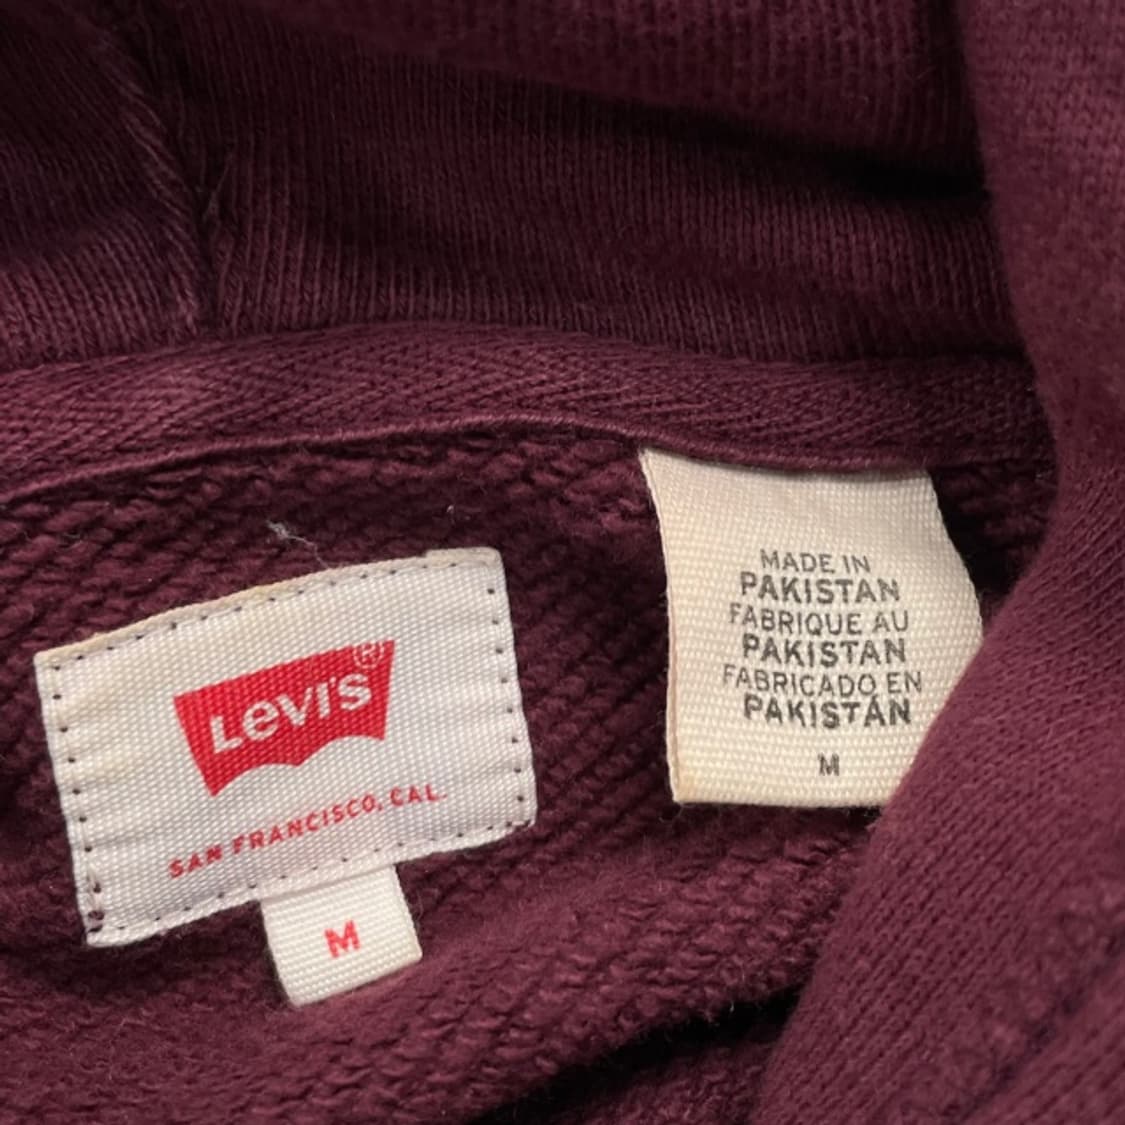 Levi's®
SAN FRANCISCO, CAL.
M
MADE IN
PAKISTAN
FABRIQUE AU
PAKISTAN
FABRICADO EN
PAKISTÁN
M